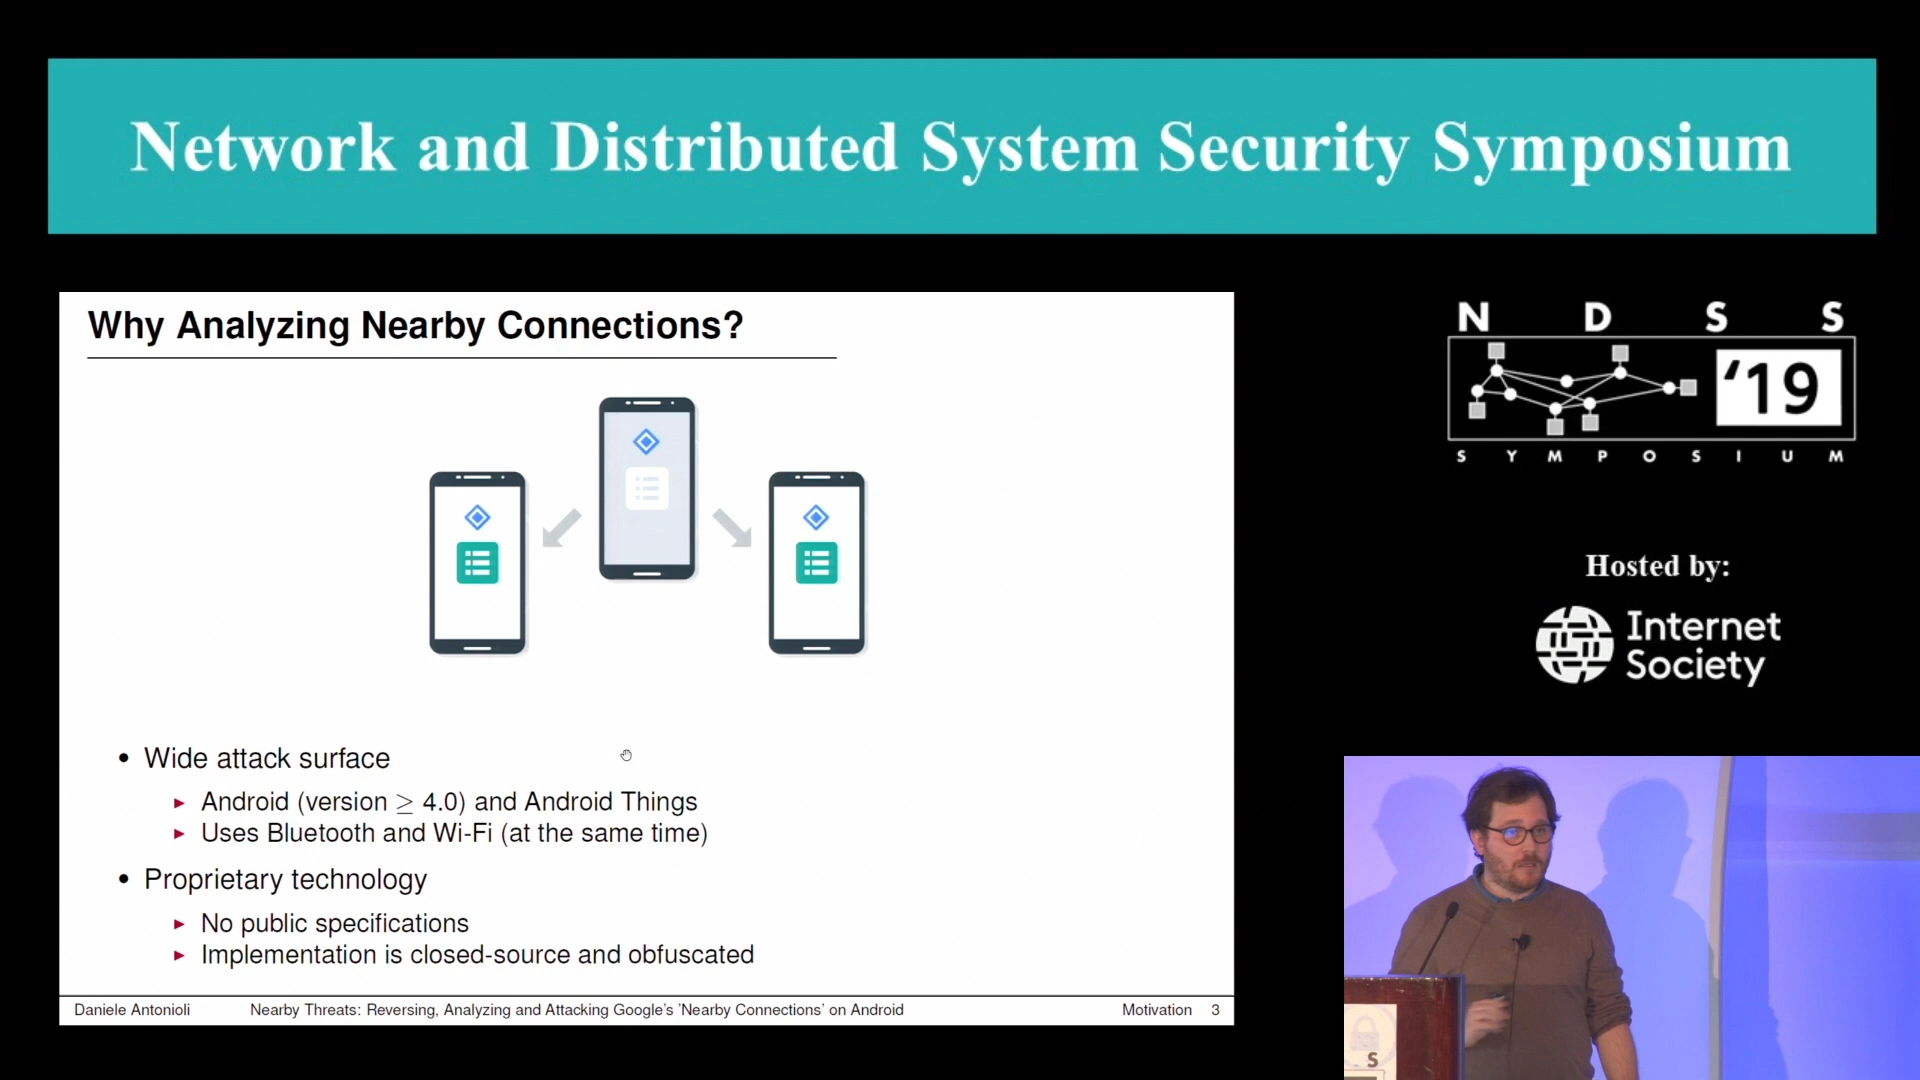 Network and Distributed System Security Symposium
Why Analyzing Nearby Connections?
• Wide attack surface
▶ Android (version ≥ 4.0) and Android Things
▶ Uses Bluetooth and Wi-Fi (at the same time)
• Proprietary technology
▶ No public specifications
▶ Implementation is closed-source and obfuscated
Daniele Antonioli Nearby Threats: Reversing, Analyzing and Attacking Google's 'Nearby Connections' on Android Motivation 3
N D S S
'19
S Y M P O S I U M
Hosted by:
Internet
Society
S